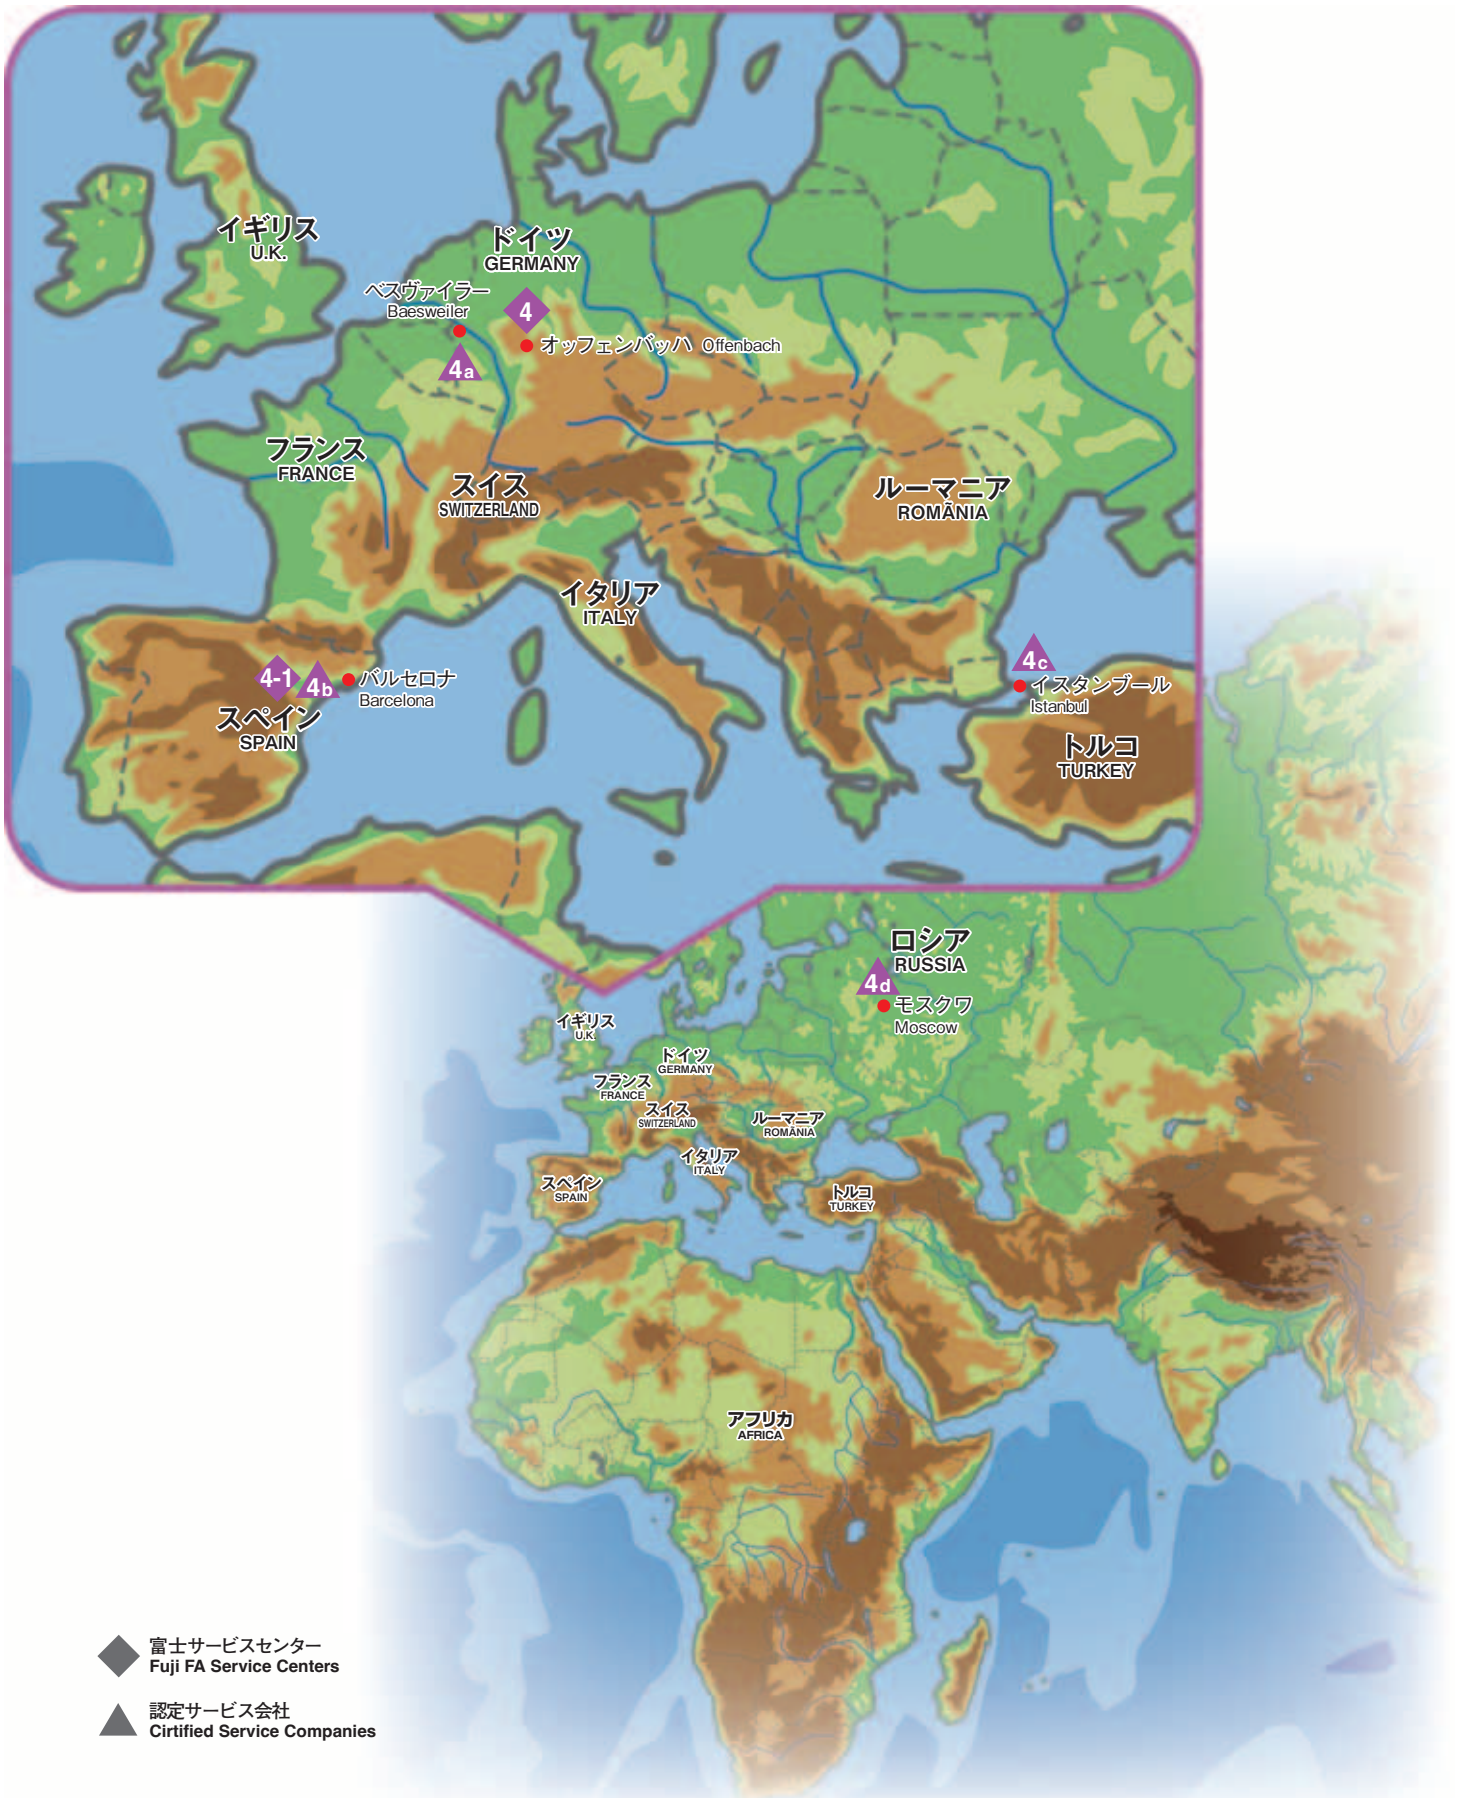 イギリス
U.K.
ドイツ
GERMANY
ベスヴァイラー
Baesweiler
4
オッフェンバッハ Offenbach
4a
フランス
FRANCE
スイス
SWITZERLAND
ルーマニア
ROMÂNIA
イタリア
ITALY
4-1
4b
バルセロナ
Barcelona
スペイン
SPAIN
4c
イスタンブール
Istanbul
トルコ
TURKEY
ロシア
RUSSIA
4d
モスクワ
Moscow
イギリス
U.K.
ドイツ
GERMANY
フランス
FRANCE
スイス
SWITZERLAND
ルーマニア
ROMÂNIA
イタリア
ITALY
スペイン
SPAIN
トルコ
TURKEY
アフリカ
AFRICA
富士サービスセンター
Fuji FA Service Centers
認定サービス会社
Cirtified Service Companies